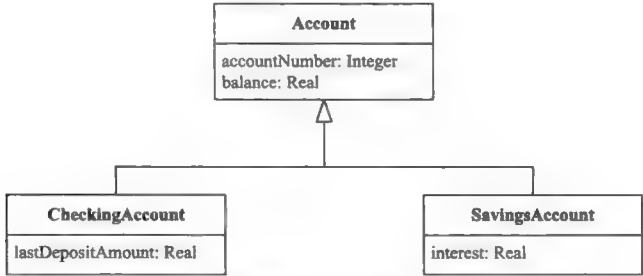 Account
accountNumber: Integer
balance: Real
CheckingAccount
lastDepositAmount: Real
SavingsAccount
interest: Real